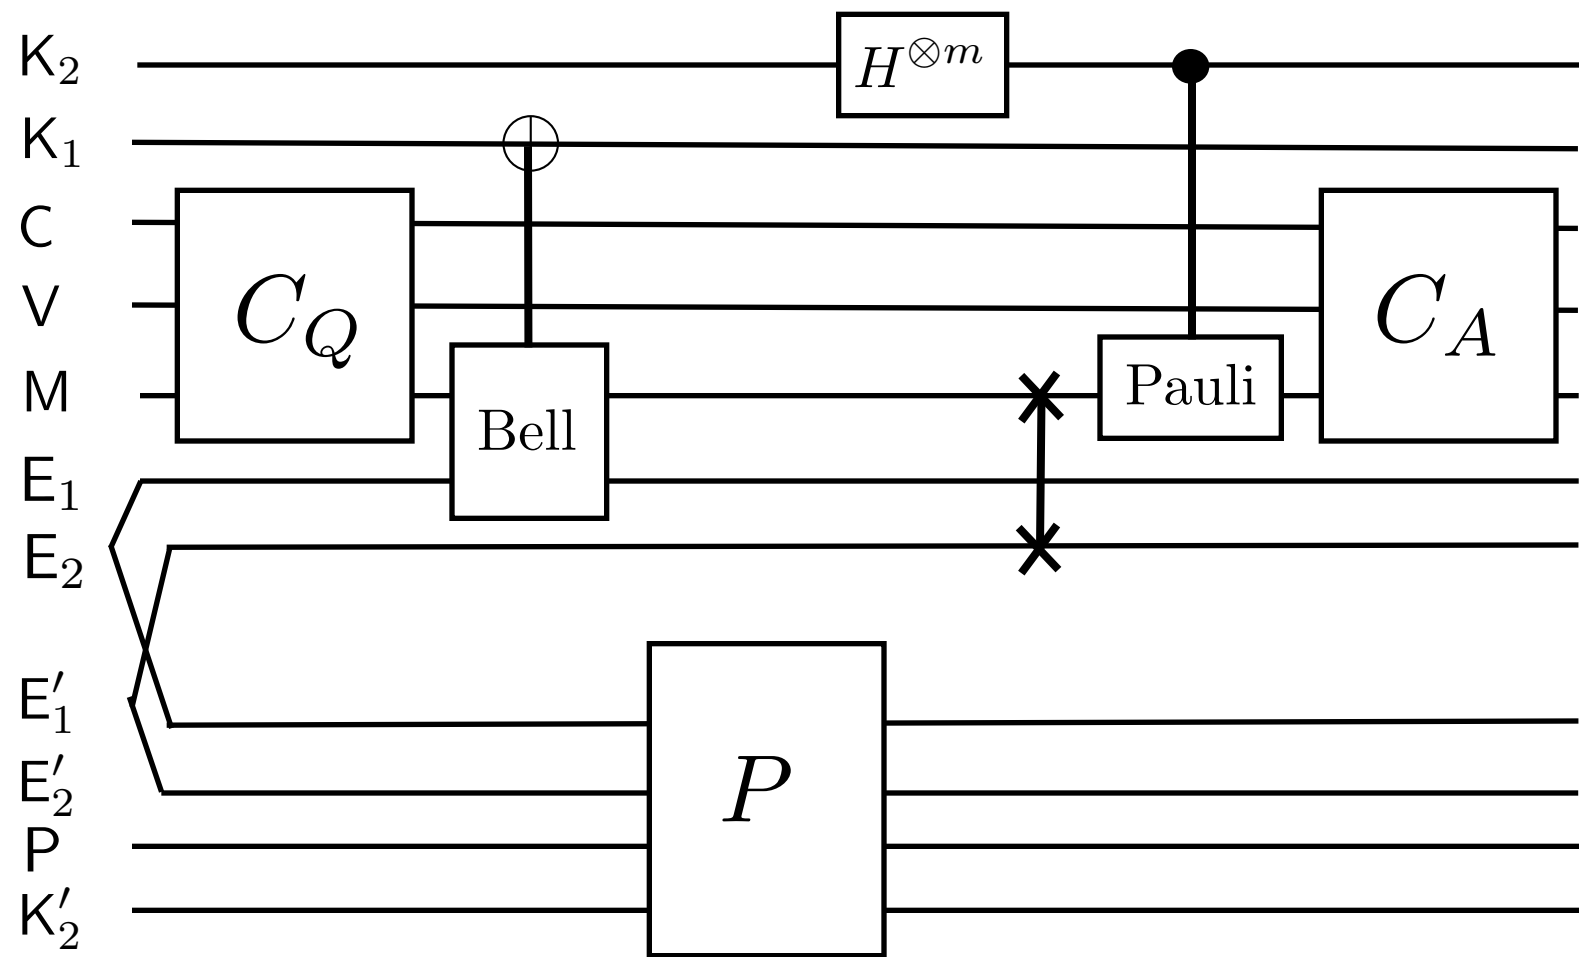 K₂
H^{⊗m}
K₁
C
V
C_Q
C_A
M
Pauli
Bell
E₁
E₂
E′₁
E′₂
P
P
K′₂